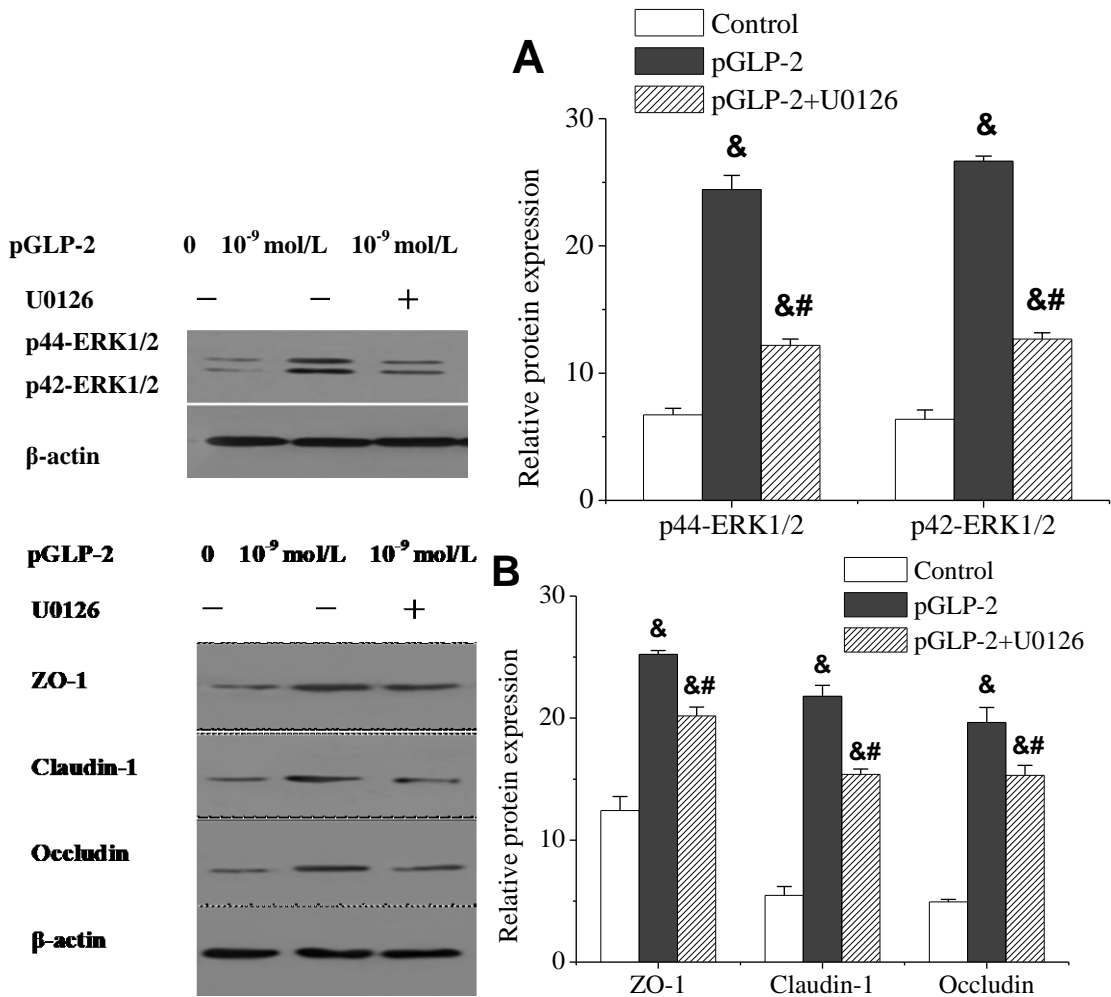 pGLP-2 0 10⁻⁹ mol/L 10⁻⁹ mol/L
U0126 − − +
p44-ERK1/2
p42-ERK1/2
β-actin
A
Control
pGLP-2
pGLP-2+U0126
Relative protein expression
30
20
10
0
& &# & &#
p44-ERK1/2 p42-ERK1/2
pGLP-2 0 10⁻⁹ mol/L 10⁻⁹ mol/L
U0126 − − +
ZO-1
Claudin-1
Occludin
β-actin
B
Control
pGLP-2
pGLP-2+U0126
Relative protein expression
30
20
10
0
& &# & &# & &#
ZO-1 Claudin-1 Occludin